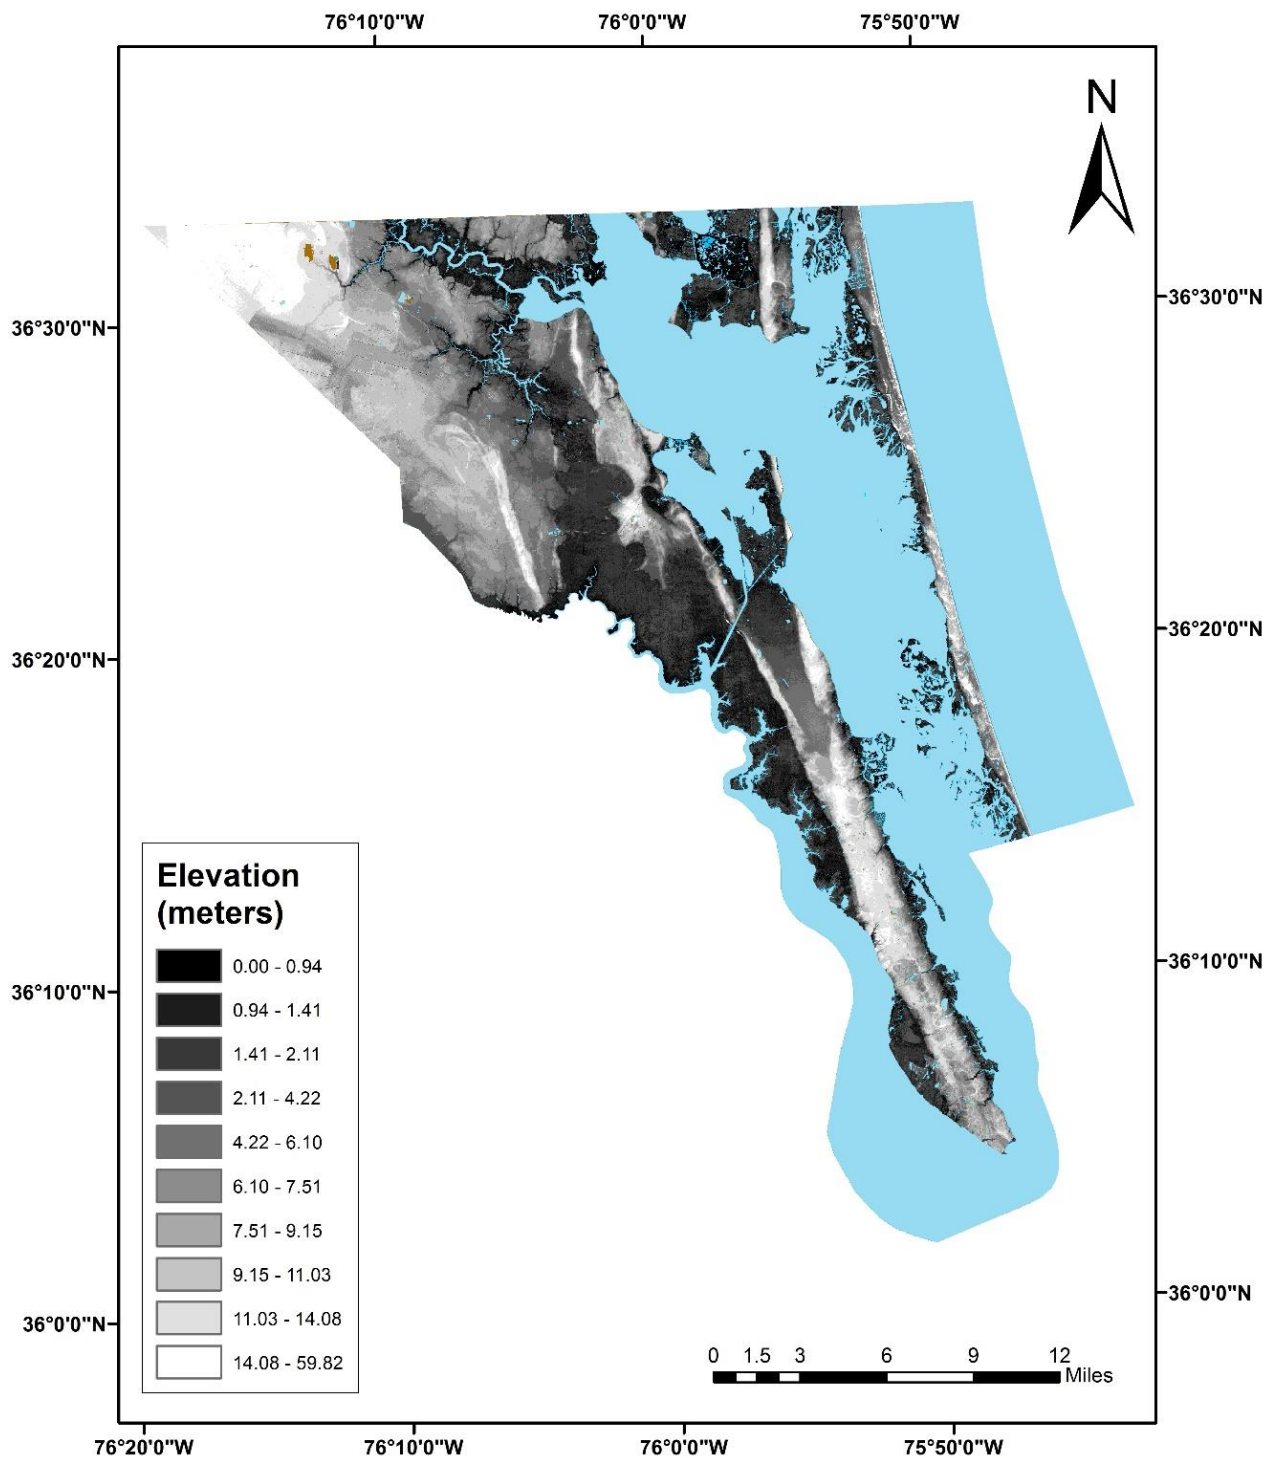 76°10'0"W 76°0'0"W 75°50'0"W
N
36°30'0"N
36°30'0"N
36°20'0"N
36°20'0"N
Elevation
(meters)
0.00 - 0.94
0.94 - 1.41
1.41 - 2.11
2.11 - 4.22
4.22 - 6.10
6.10 - 7.51
7.51 - 9.15
9.15 - 11.03
11.03 - 14.08
14.08 - 59.82
36°10'0"N
36°10'0"N
36°0'0"N
36°0'0"N
0 1.5 3 6 9 12
Miles
76°20'0"W 76°10'0"W 76°0'0"W 75°50'0"W